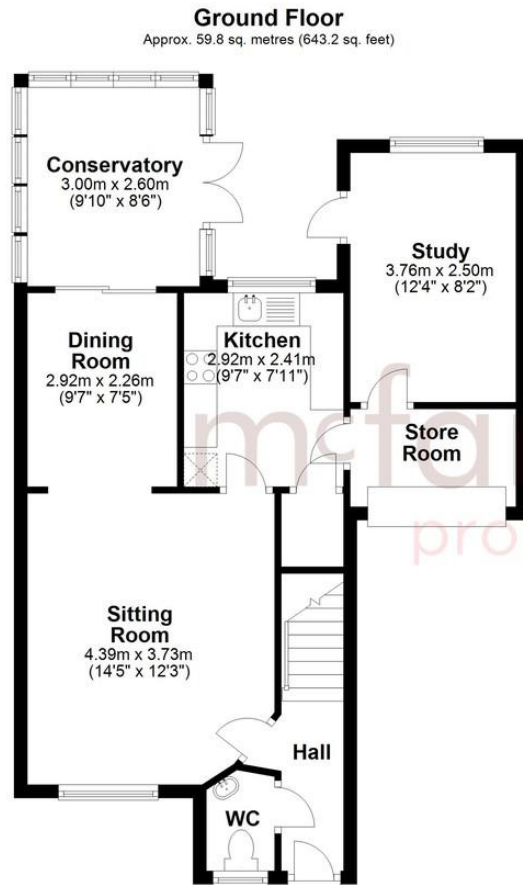 Ground Floor
Approx. 59.8 sq. metres (643.2 sq. feet)
Conservatory
3.00m x 2.60m
(9'10" x 8'6")
Study
3.76m x 2.50m
(12'4" x 8'2")
Dining
Room
2.92m x 2.26m
(9'7" x 7'5")
Kitchen
2.92m x 2.41m
(9'7" x 7'11")
Store
Room
mcfa
pro
Sitting
Room
4.39m x 3.73m
(14'5" x 12'3")
Hall
WC